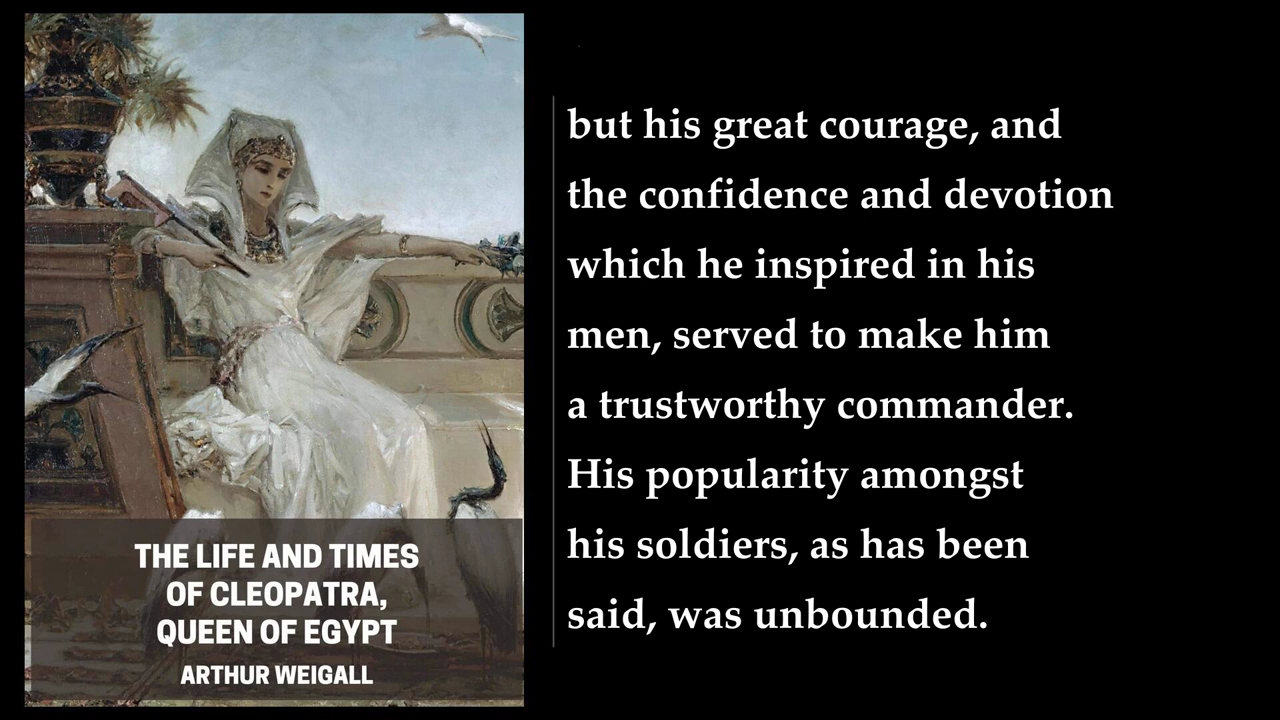 THE LIFE AND TIMES
OF CLEOPATRA,
QUEEN OF EGYPT
ARTHUR WEIGALL
but his great courage, and
the confidence and devotion
which he inspired in his
men, served to make him
a trustworthy commander.
His popularity amongst
his soldiers, as has been
said, was unbounded.